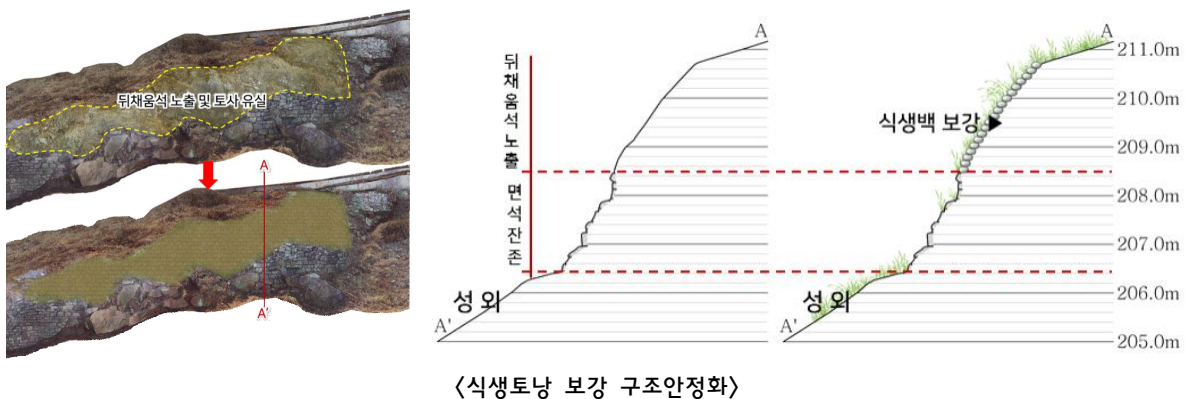 뒤채움석 노출 및 토사 유실
A
A'
뒤채움석노출
면석잔존
성외
A
A'
식생백 보강 ▶
성외
A
A'
211.0m
210.0m
209.0m
208.0m
207.0m
206.0m
205.0m
〈식생토낭 보강 구조안정화〉